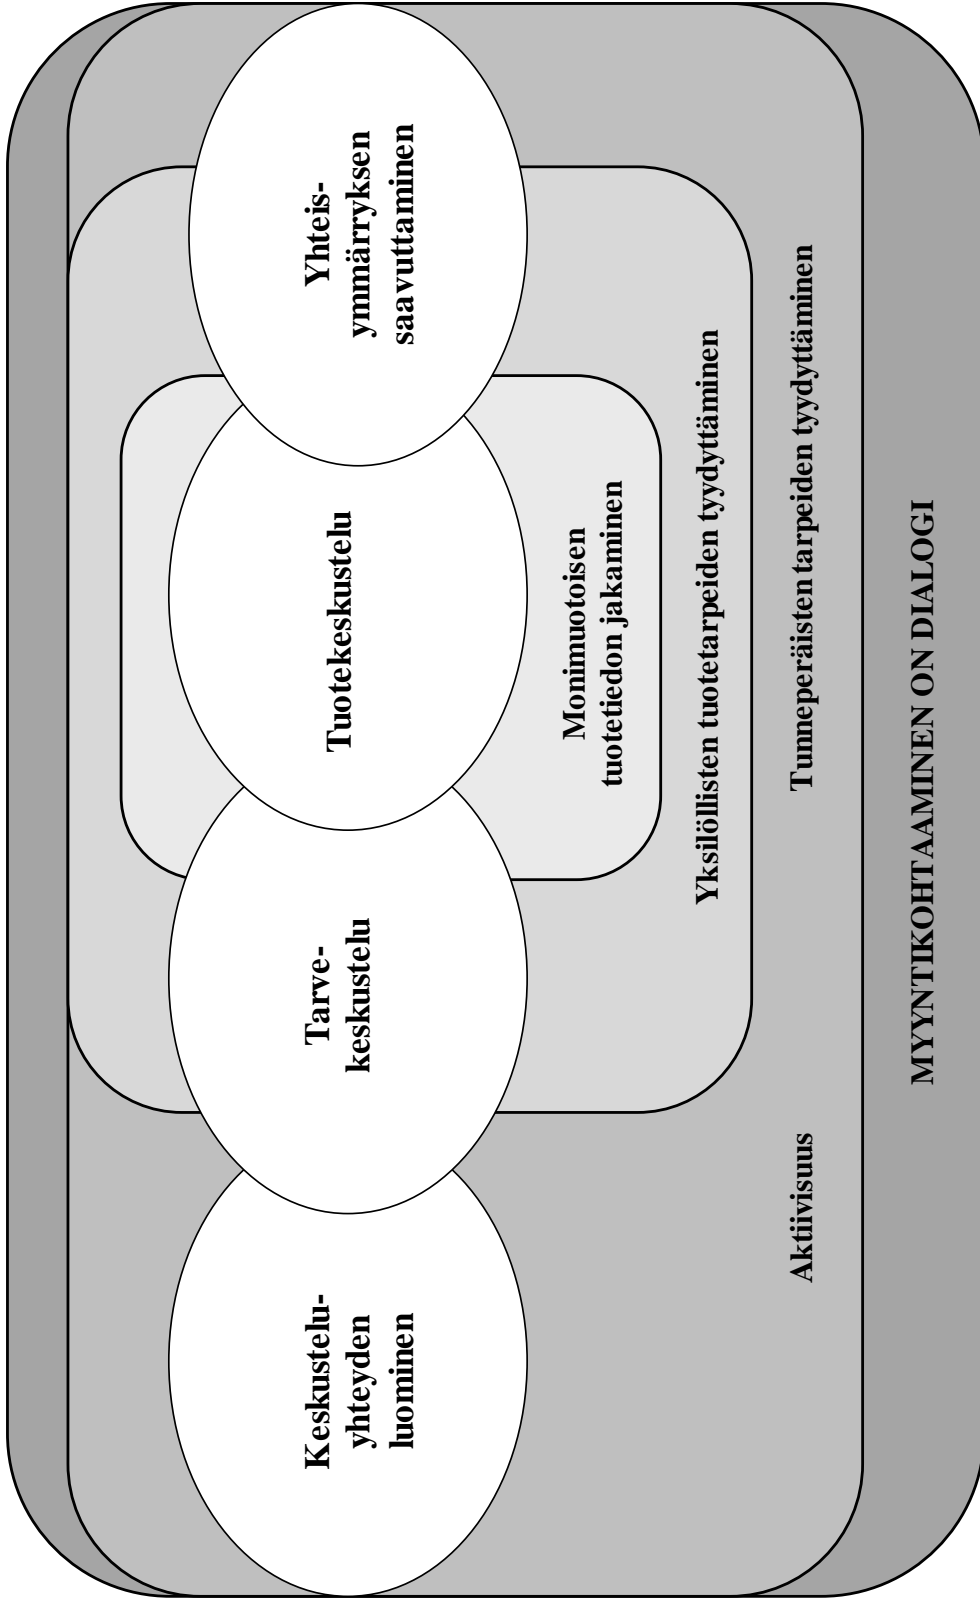 Keskustelu-
yhteyden
luominen
Tarve-
keskustelu
Tuotekeskustelu
Yhteis-
ymmärryksen
saavuttaminen
Monimuotoisen
tuotetiedon jakaminen
Yksilöllisten tuotetarpeiden tyydyttäminen
Aktiivisuus
Tunneperäisten tarpeiden tyydyttäminen
MYYNTIKOHTAAMINEN ON DIALOGI